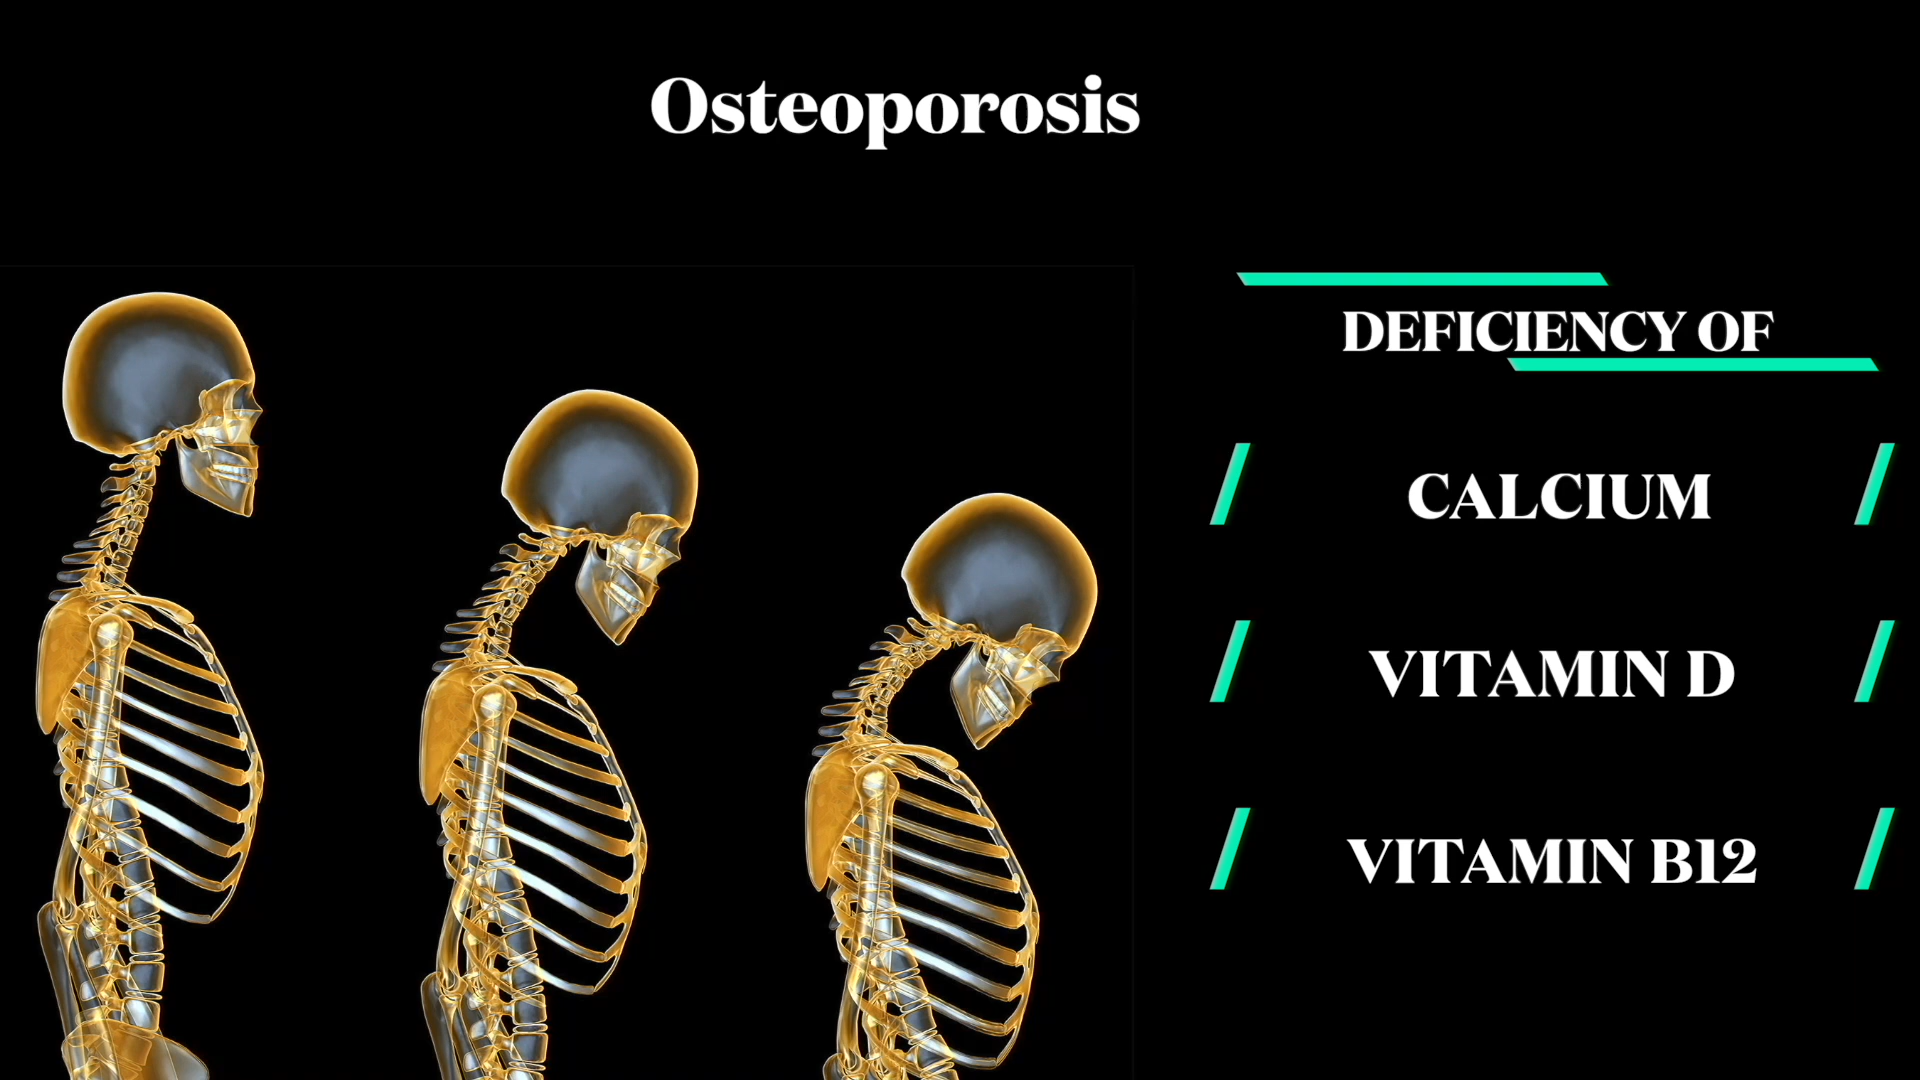 Osteoporosis
DEFICIENCY OF
CALCIUM
VITAMIN D
VITAMIN B12